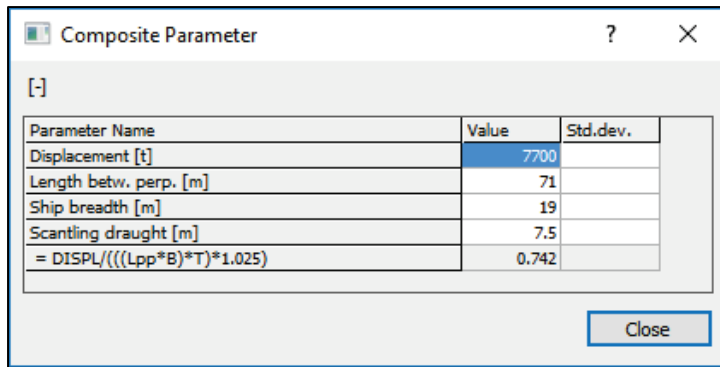 Composite Parameter ? ×
[-]
Parameter Name Value Std.dev.
Displacement [t] 7700
Length betw. perp. [m] 71
Ship breadth [m] 19
Scantling draught [m] 7.5
= DISPL/(((Lpp*B)*T)*1.025) 0.742
Close